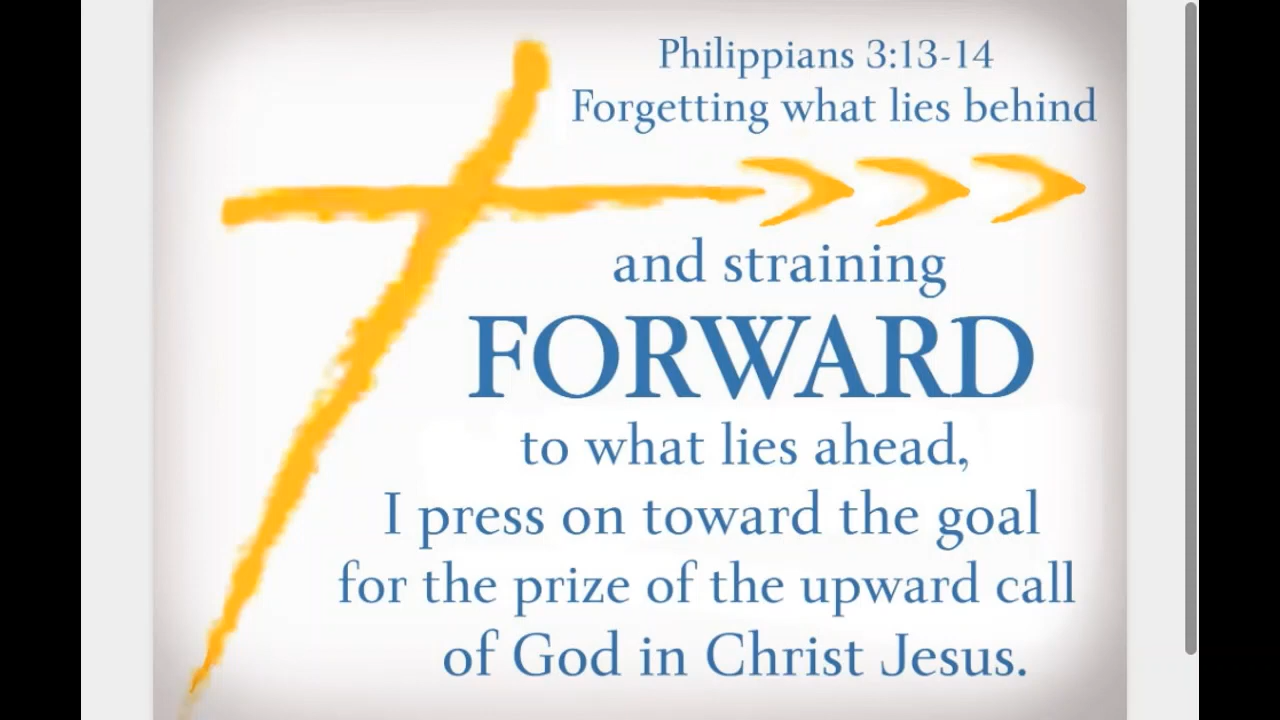 Philippians 3:13-14
Forgetting what lies behind
and straining
FORWARD
to what lies ahead,
I press on toward the goal
for the prize of the upward call
of God in Christ Jesus.